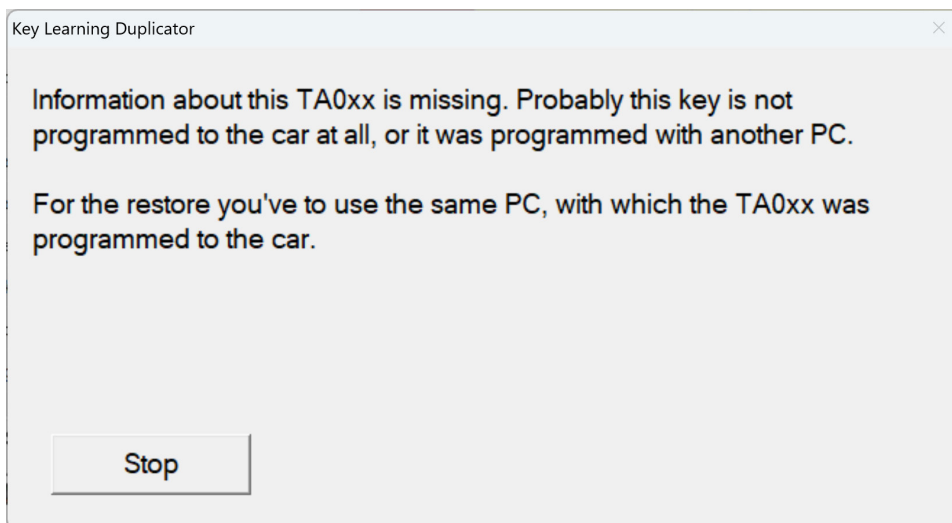 Key Learning Duplicator
Information about this TA0xx is missing. Probably this key is not
programmed to the car at all, or it was programmed with another PC.
For the restore you've to use the same PC, with which the TA0xx was
programmed to the car.
Stop